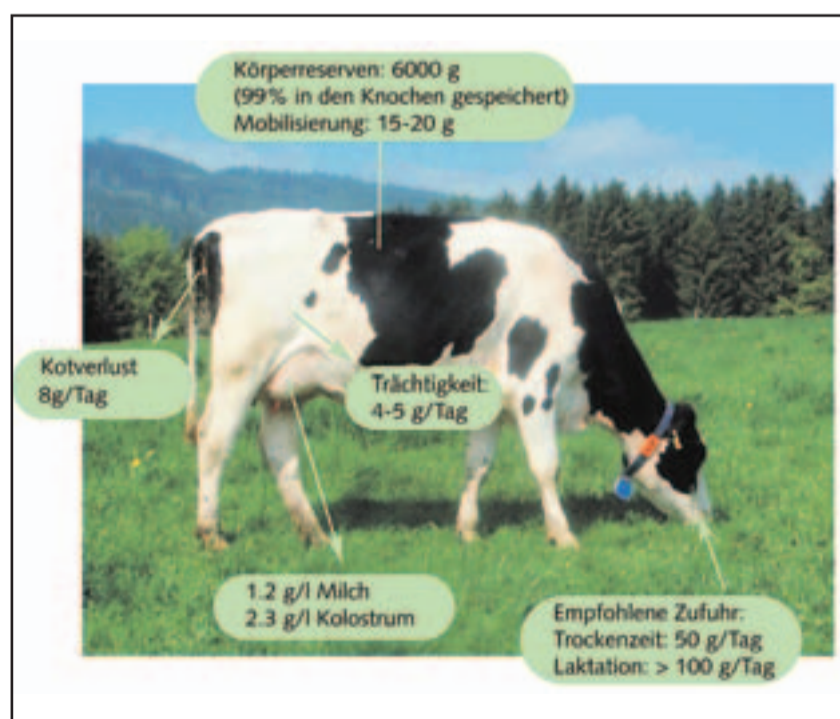 Körperreserven: 6000 g
(99% in den Knochen gespeichert)
Mobilisierung: 15-20 g
Kotverlust
8g/Tag
Trächtigkeit:
4-5 g/Tag
1.2 g/l Milch
2.3 g/l Kolostrum
Empfohlene Zufuhr:
Trockenzeit: 50 g/Tag
Laktation: > 100 g/Tag